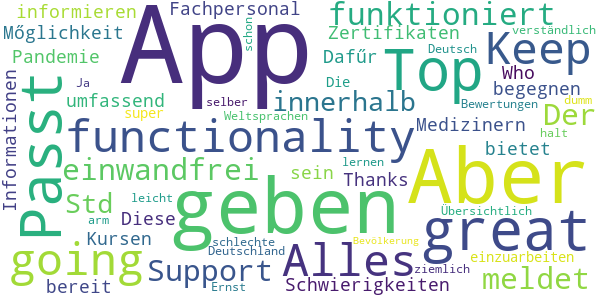 informieren
Fachpersonal
funktioniert
Möglichkeit
App
schon
Zertifikaten
Keep
verständlich
Pandemie
Ja
Dafür
Top
Deutsch
Who
begegnen
Informationen
Passt
umfassend
super
selber
Die
innerhalb
Bewertungen
dumm
Der
Weltsprachen
functionality
Medizinern
halt
einwandfrei
lernen
bietet
sein
Thanks
Aber
Std
leicht
geben
arm
Diese
Übersichtlich
great
Kursen
schlechte
Bevölkerung
going
Deutschland
Alles
einzuarbeiten
Support
ziemlich
meldet
bereit
Ernst
Schwierigkeiten